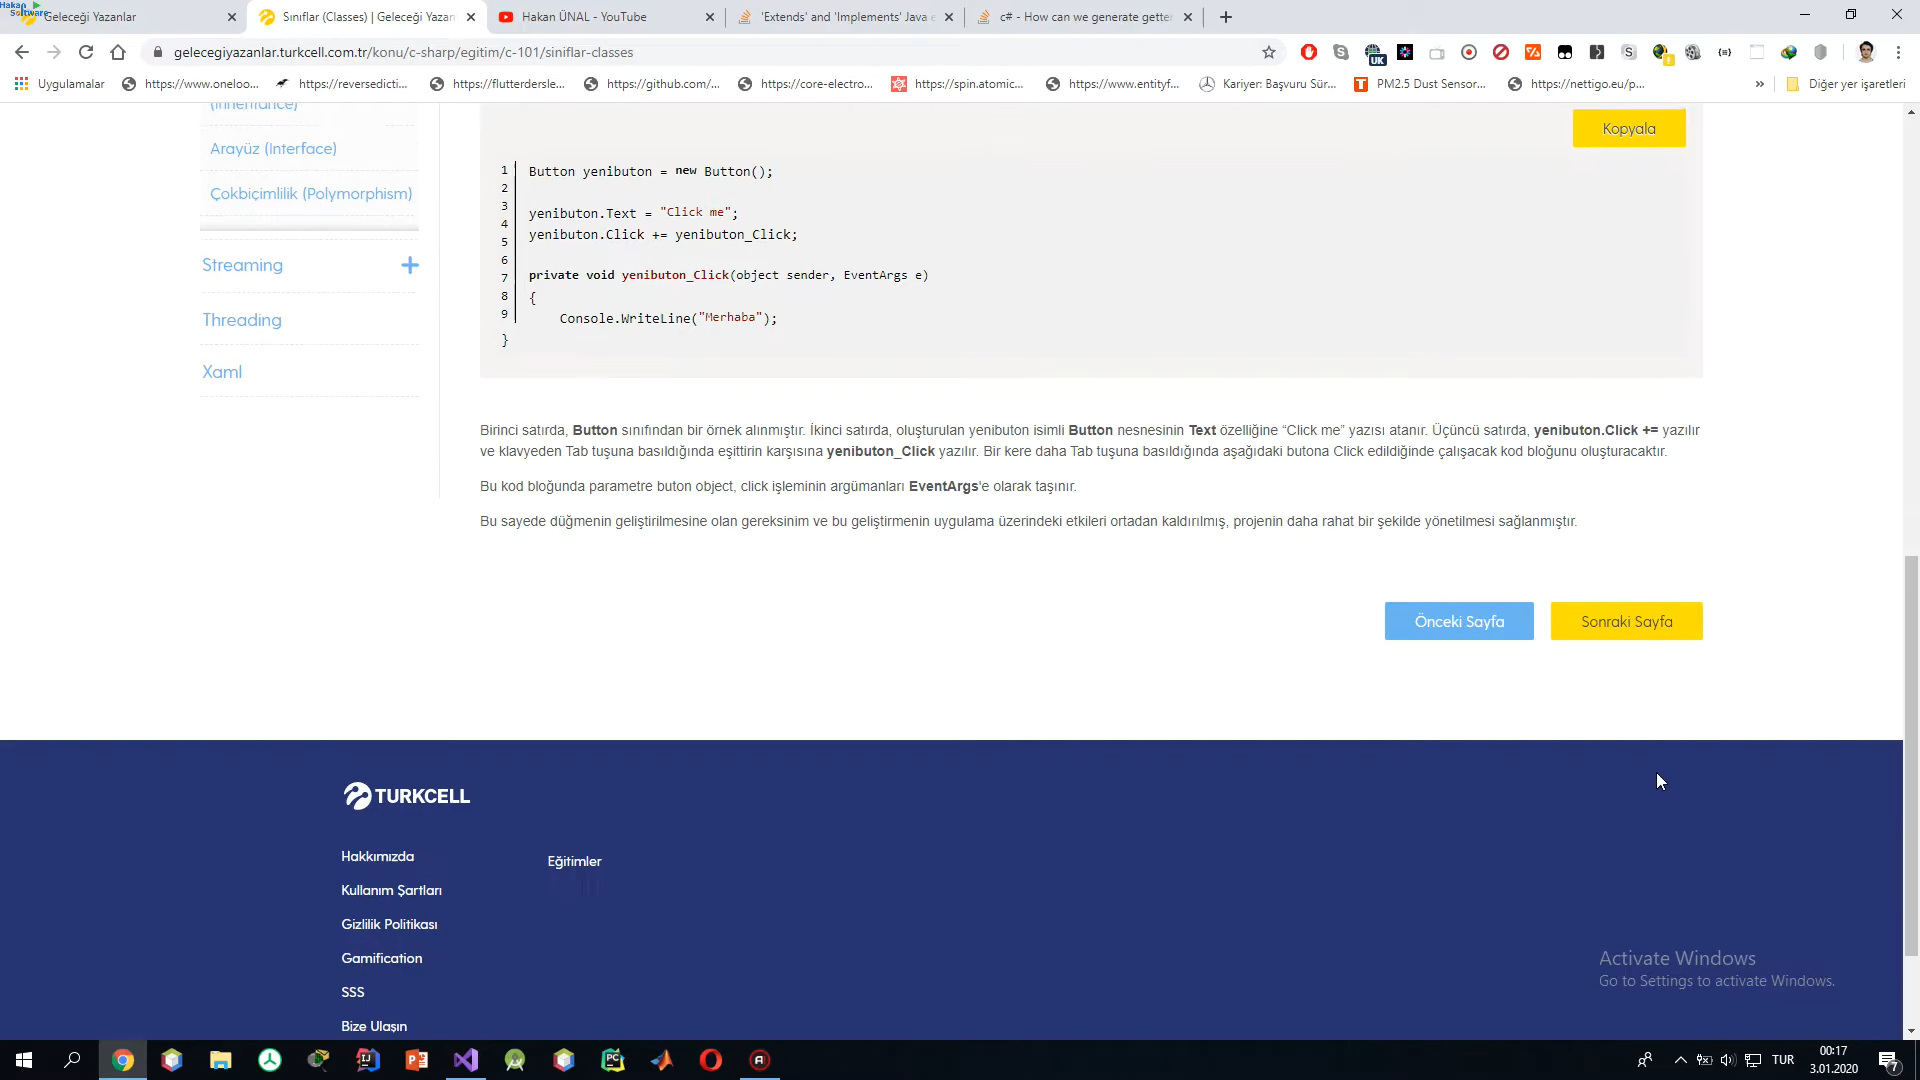 Hakan
Software
Geleceği Yazanlar
Sınıflar (Classes) | Geleceği Yazan
Hakan ÜNAL - YouTube
'Extends' and 'Implements' Java e
c# - How can we generate getter
gelecegiyazanlar.turkcell.com.tr/konu/c-sharp/egitim/c-101/siniflar-classes
UK
Uygulamalar
https://www.oneloo...
https://reversedicti...
https://flutterdersle...
https://github.com/...
https://core-electro...
https://spin.atomic...
https://www.entityf...
Kariyer: Başvuru Sür...
PM2.5 Dust Sensor...
https://nettigo.eu/p...
»
Diğer yer işaretleri
(Inheritance)
Arayüz (Interface)
Çokbiçimlilik (Polymorphism)
Streaming
Threading
Xaml
Kopyala
1 Button yenibuton = new Button();
2
3 yenibuton.Text = "Click me";
4 yenibuton.Click += yenibuton_Click;
5
6 private void yenibuton_Click(object sender, EventArgs e)
7 {
8 Console.WriteLine("Merhaba");
9 }
Birinci satırda, Button sınıfından bir örnek alınmıştır. İkinci satırda, oluşturulan yenibuton isimli Button nesnesinin Text özelliğine “Click me” yazısı atanır. Üçüncü satırda, yenibuton.Click += yazılır
ve klavyeden Tab tuşuna basıldığında eşittirin karşısına yenibuton_Click yazılır. Bir kere daha Tab tuşuna basıldığında aşağıdaki butona Click edildiğinde çalışacak kod bloğunu oluşturacaktır.
Bu kod bloğunda parametre buton object, click işleminin argümanları EventArgs'e olarak taşınır.
Bu sayede düğmenin geliştirilmesine olan gereksinim ve bu geliştirmenin uygulama üzerindeki etkileri ortadan kaldırılmış, projenin daha rahat bir şekilde yönetilmesi sağlanmıştır.
Önceki Sayfa
Sonraki Sayfa
TURKCELL
Hakkımızda
Eğitimler
Kullanım Şartları
Gizlilik Politikası
Gamification
SSS
Bize Ulaşın
Activate Windows
Go to Settings to activate Windows.
TUR
00:17
3.01.2020
7